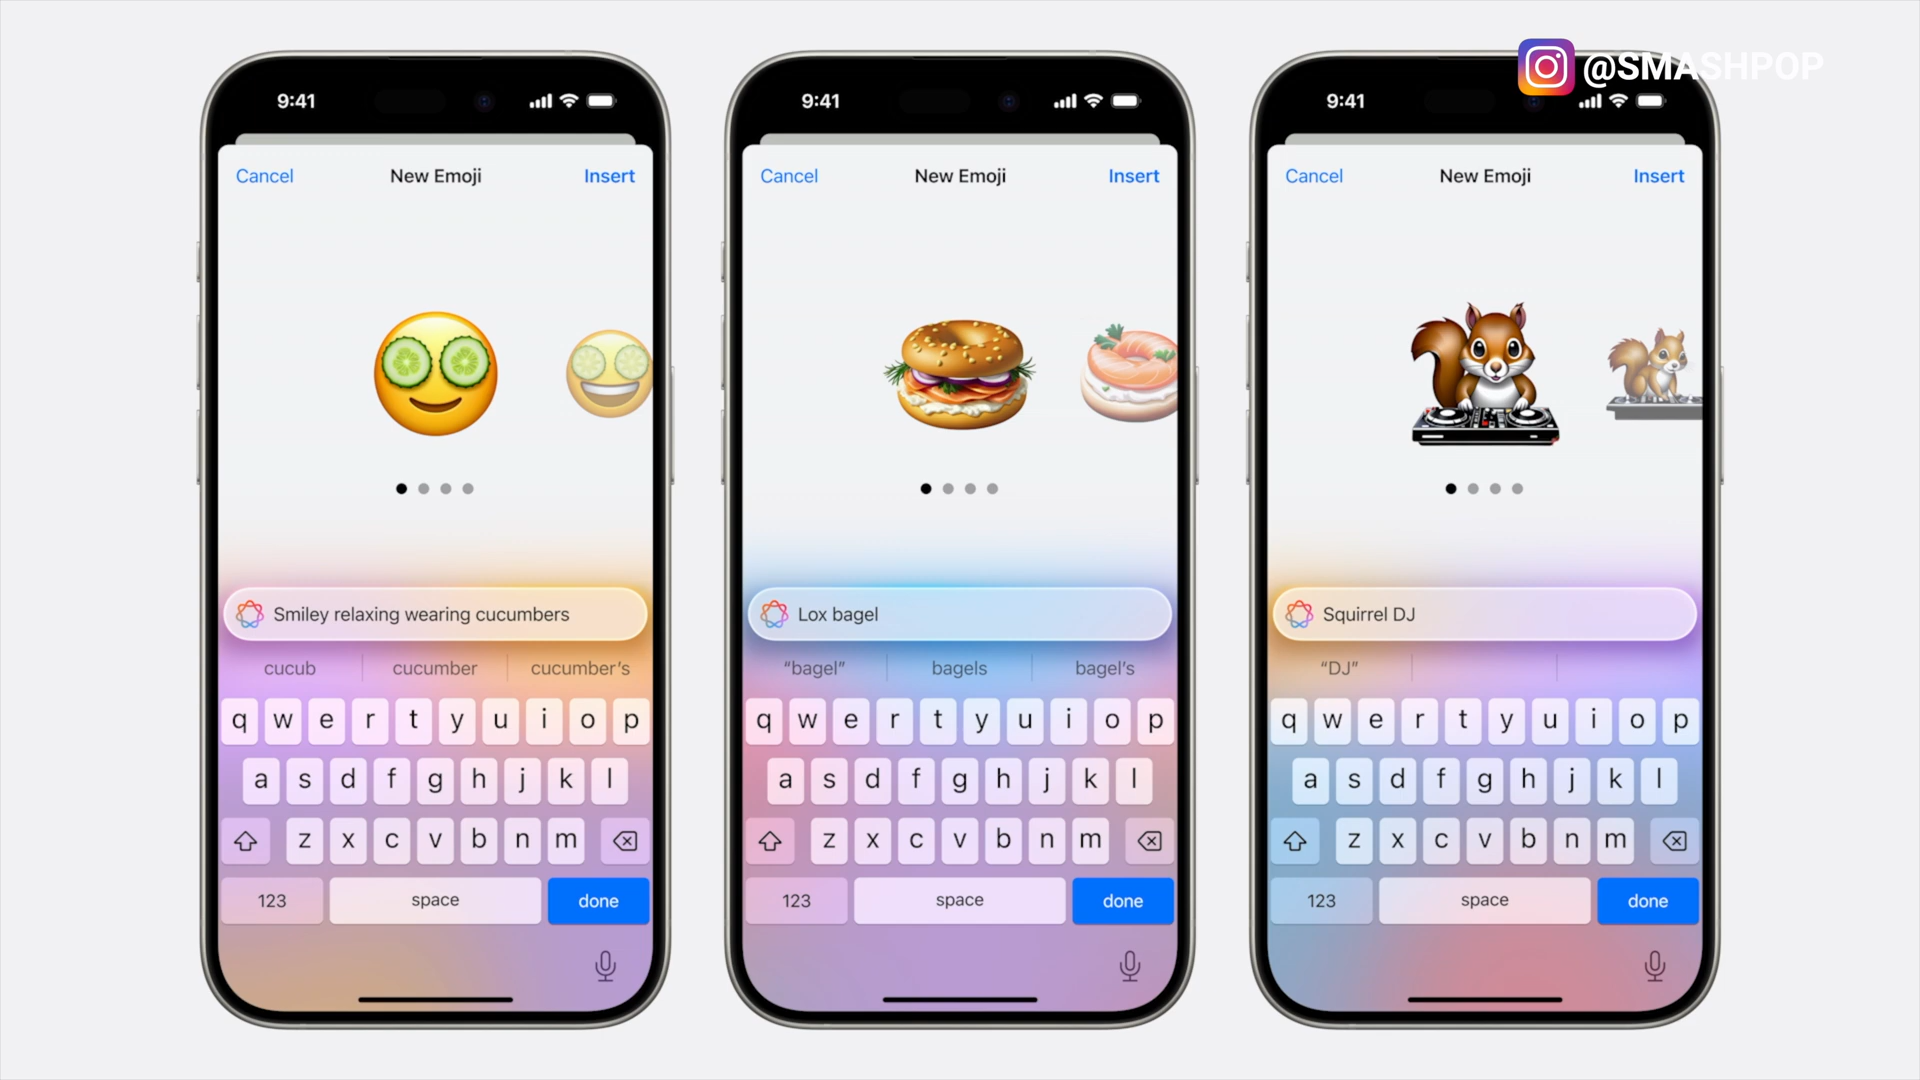 @SMASHPOP
9:41
Cancel New Emoji Insert
Smiley relaxing wearing cucumbers
cucub cucumber cucumber's
q w e r t y u i o p
a s d f g h j k l
z x c v b n m
123 space done
9:41
Cancel New Emoji Insert
Lox bagel
“bagel” bagels bagel's
q w e r t y u i o p
a s d f g h j k l
z x c v b n m
123 space done
9:41
Cancel New Emoji Insert
Squirrel DJ
“DJ”
q w e r t y u i o p
a s d f g h j k l
z x c v b n m
123 space done